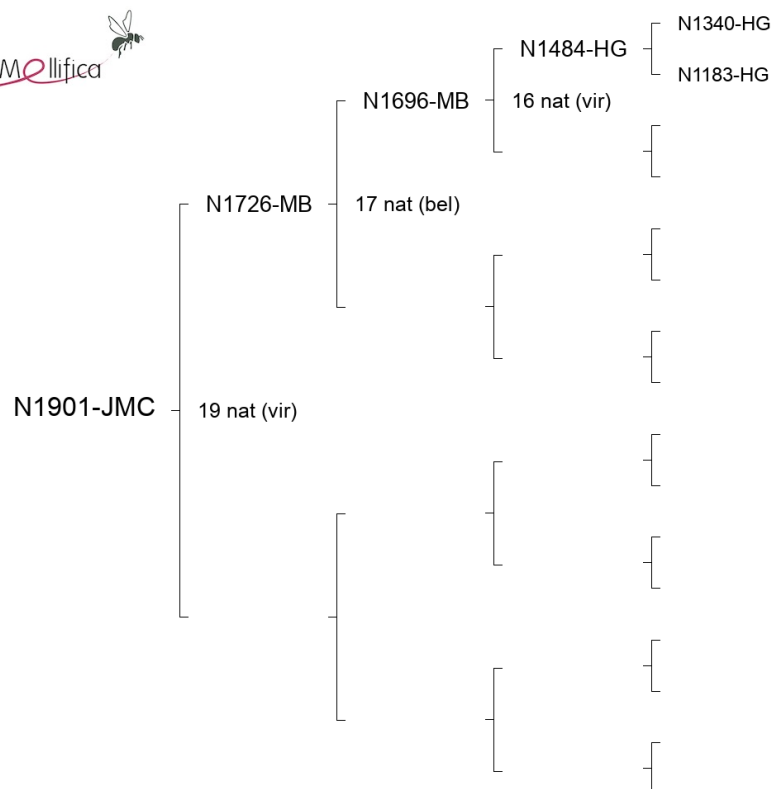 Mellifica
N1340-HG
N1484-HG
N1183-HG
N1696-MB
16 nat (vir)
N1726-MB
17 nat (bel)
N1901-JMC
19 nat (vir)